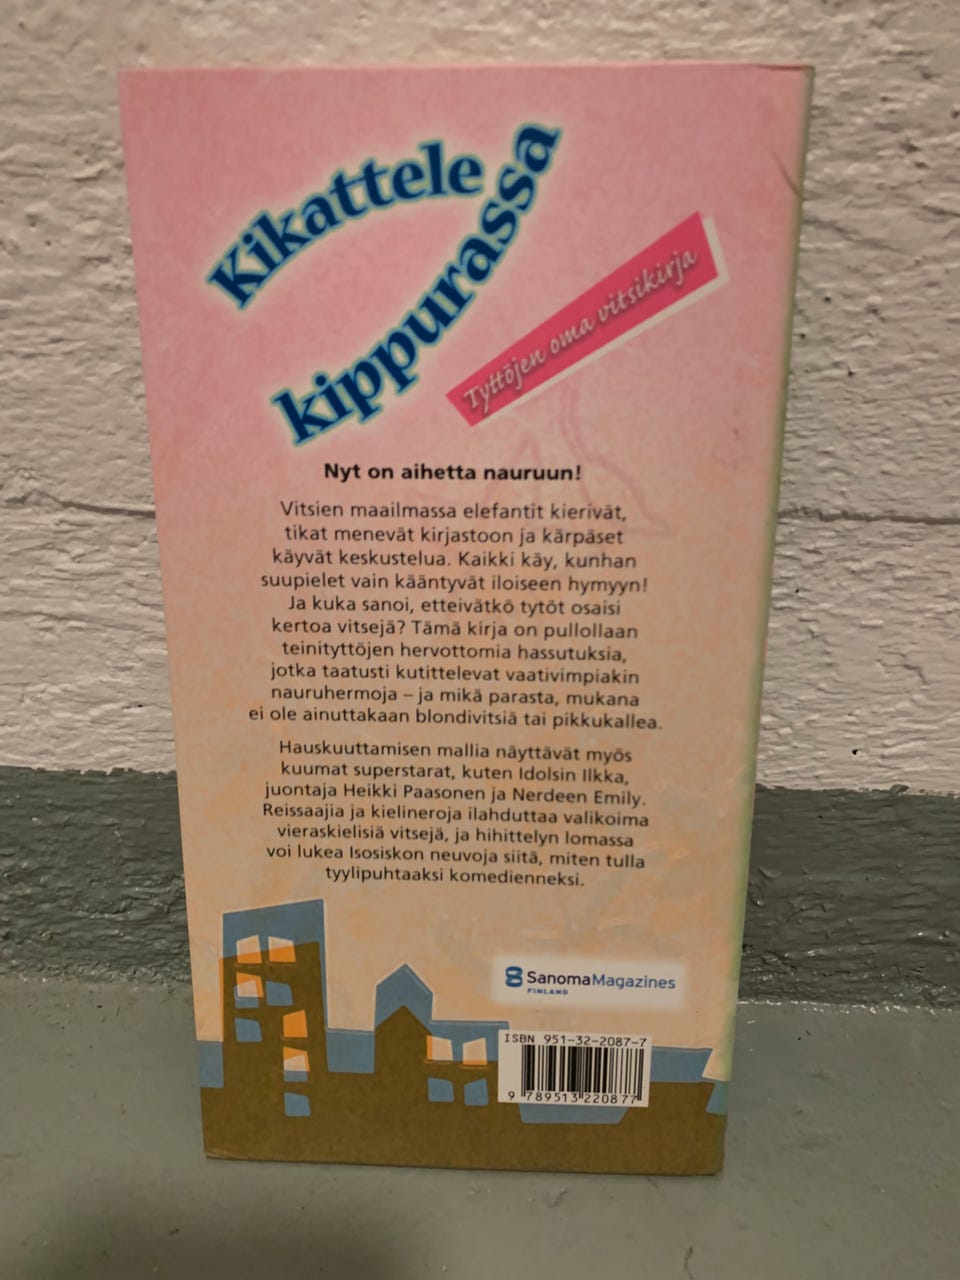 Kikattele
kippurassa
Tyttöjen oma vitsikirja
Nyt on aihetta nauruun!
Vitsien maailmassa elefantit kierivät,
tikat menevät kirjastoon ja kärpäset
käyvät keskustelua. Kaikki käy, kunhan
suupielet vain kääntyvät iloiseen hymyyn!
Ja kuka sanoi, etteivätkö tytöt osaisi
kertoa vitsejä? Tämä kirja on pullollaan
teinityttöjen hervottomia hassutuksia,
jotka taatusti kutittelevat vaativimpiakin
nauruhermoja – ja mikä parasta, mukana
ei ole ainuttakaan blondivitsiä tai pikkukallea.
Hauskuuttamisen mallia näyttävät myös
kuumat superstarat, kuten Idolsin Ilkka,
juontaja Heikki Paasonen ja Nerdeen Emily.
Reissaajia ja kielineroja ilahduttaa valikoima
vieraskielisiä vitsejä, ja hihittelyn lomassa
voi lukea Isosiskon neuvoja siitä, miten tulla
tyylipuhtaaksi komedienneksi.
SanomaMagazines
FINLAND
ISBN 951-32-2087-7
9 789513 220877